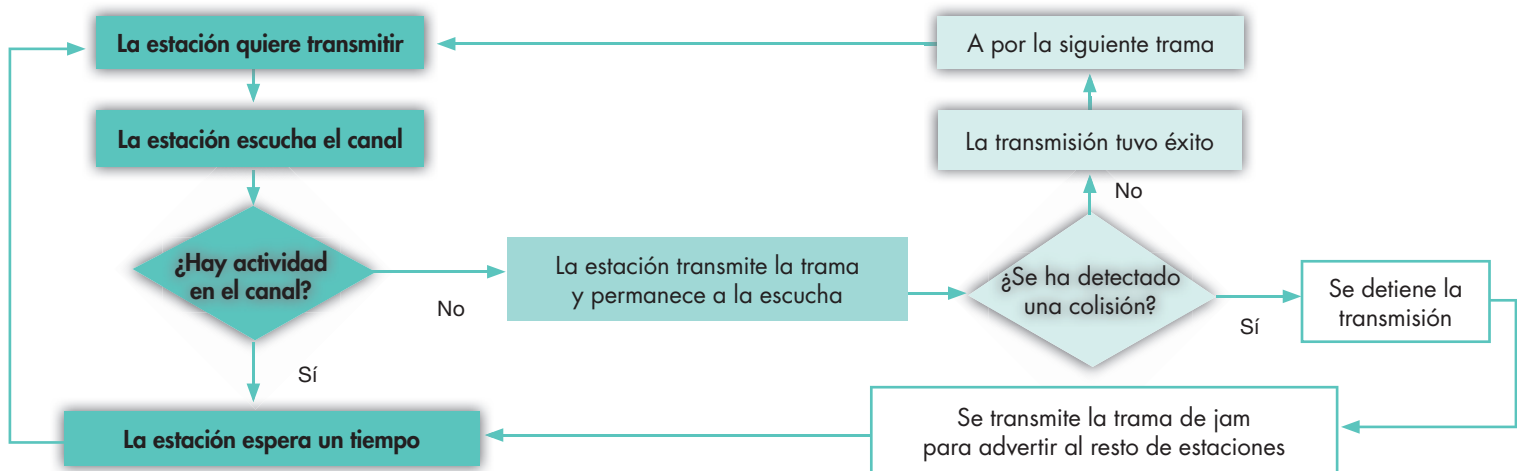 La estación quiere transmitir
A por la siguiente trama
La estación escucha el canal
La transmisión tuvo éxito
No
¿Hay actividad
en el canal?
No
La estación transmite la trama
y permanece a la escucha
¿Se ha detectado
una colisión?
Sí
Se detiene la
transmisión
Sí
La estación espera un tiempo
Se transmite la trama de jam
para advertir al resto de estaciones